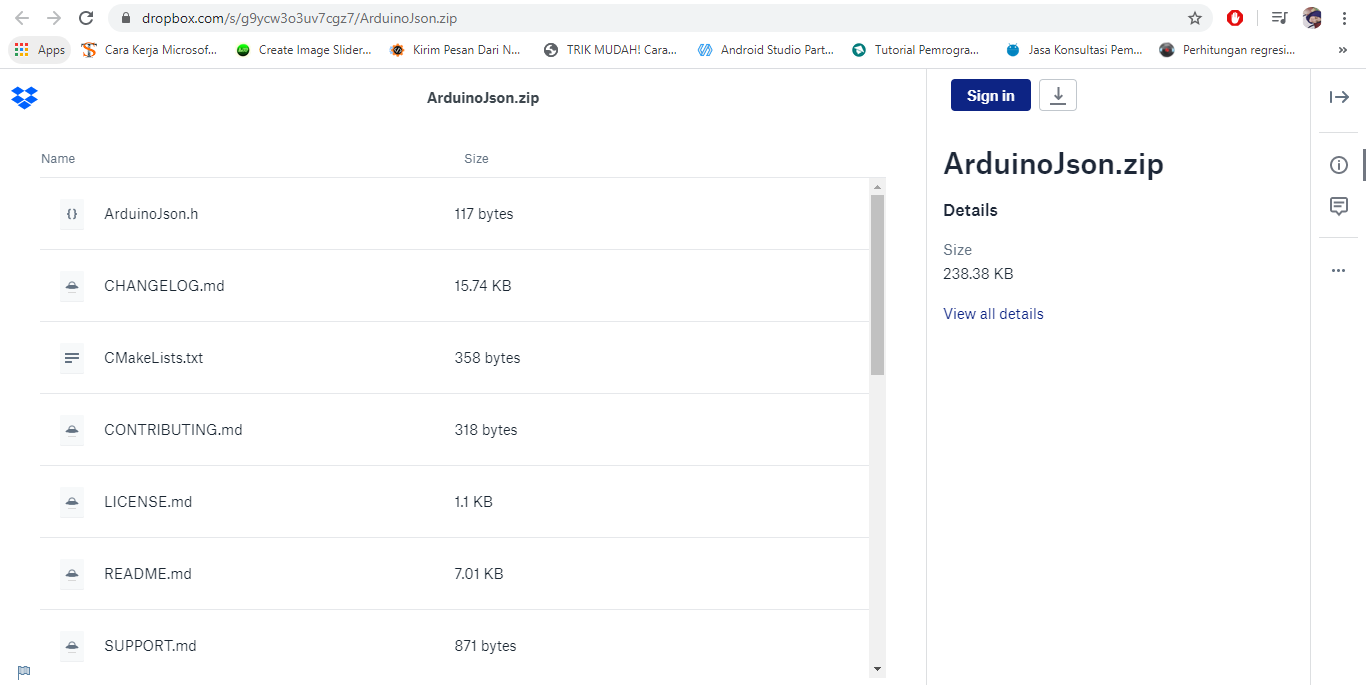 dropbox.com/s/g9ycw3o3uv7cgz7/ArduinoJson.zip
Apps Cara Kerja Microsof... Create Image Slider... Kirim Pesan Dari N... TRIK MUDAH! Cara... Android Studio Part... Tutorial Pemrogra... Jasa Konsultasi Pem... Perhitungan regresi... »
ArduinoJson.zip
Name Size
ArduinoJson.h 117 bytes
CHANGELOG.md 15.74 KB
CMakeLists.txt 358 bytes
CONTRIBUTING.md 318 bytes
LICENSE.md 1.1 KB
README.md 7.01 KB
SUPPORT.md 871 bytes
Sign in
ArduinoJson.zip
Details
Size
238.38 KB
View all details